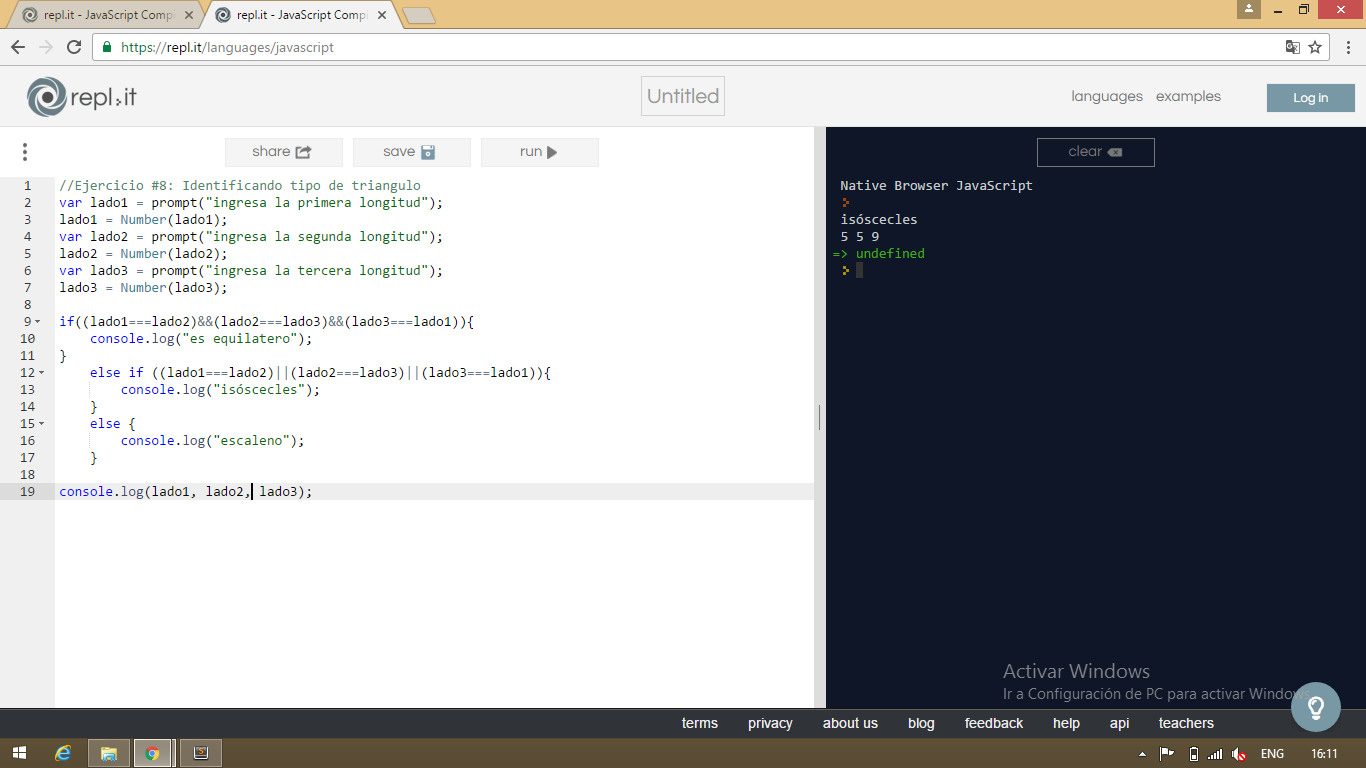 repl.it - JavaScript Compi
repl.it - JavaScript Compi
https://repl.it/languages/javascript
repl.it
Untitled
languages examples Log in
share save run
clear
1 //Ejercicio #8: Identificando tipo de triangulo
2 var lado1 = prompt("ingresa la primera longitud");
3 lado1 = Number(lado1);
4 var lado2 = prompt("ingresa la segunda longitud");
5 lado2 = Number(lado2);
6 var lado3 = prompt("ingresa la tercera longitud");
7 lado3 = Number(lado3);
8
9 if((lado1===lado2)&&(lado2===lado3)&&(lado3===lado1)){
10 console.log("es equilatero");
11 }
12 else if ((lado1===lado2)||(lado2===lado3)||(lado3===lado1)){
13 console.log("isóscecles");
14 }
15 else {
16 console.log("escaleno");
17 }
18
19 console.log(lado1, lado2, lado3);
Native Browser JavaScript
isóscecles
5 5 9
=> undefined
Activar Windows
Ir a Configuración de PC para activar Windows.
terms privacy about us blog feedback help api teachers
ENG 16:11